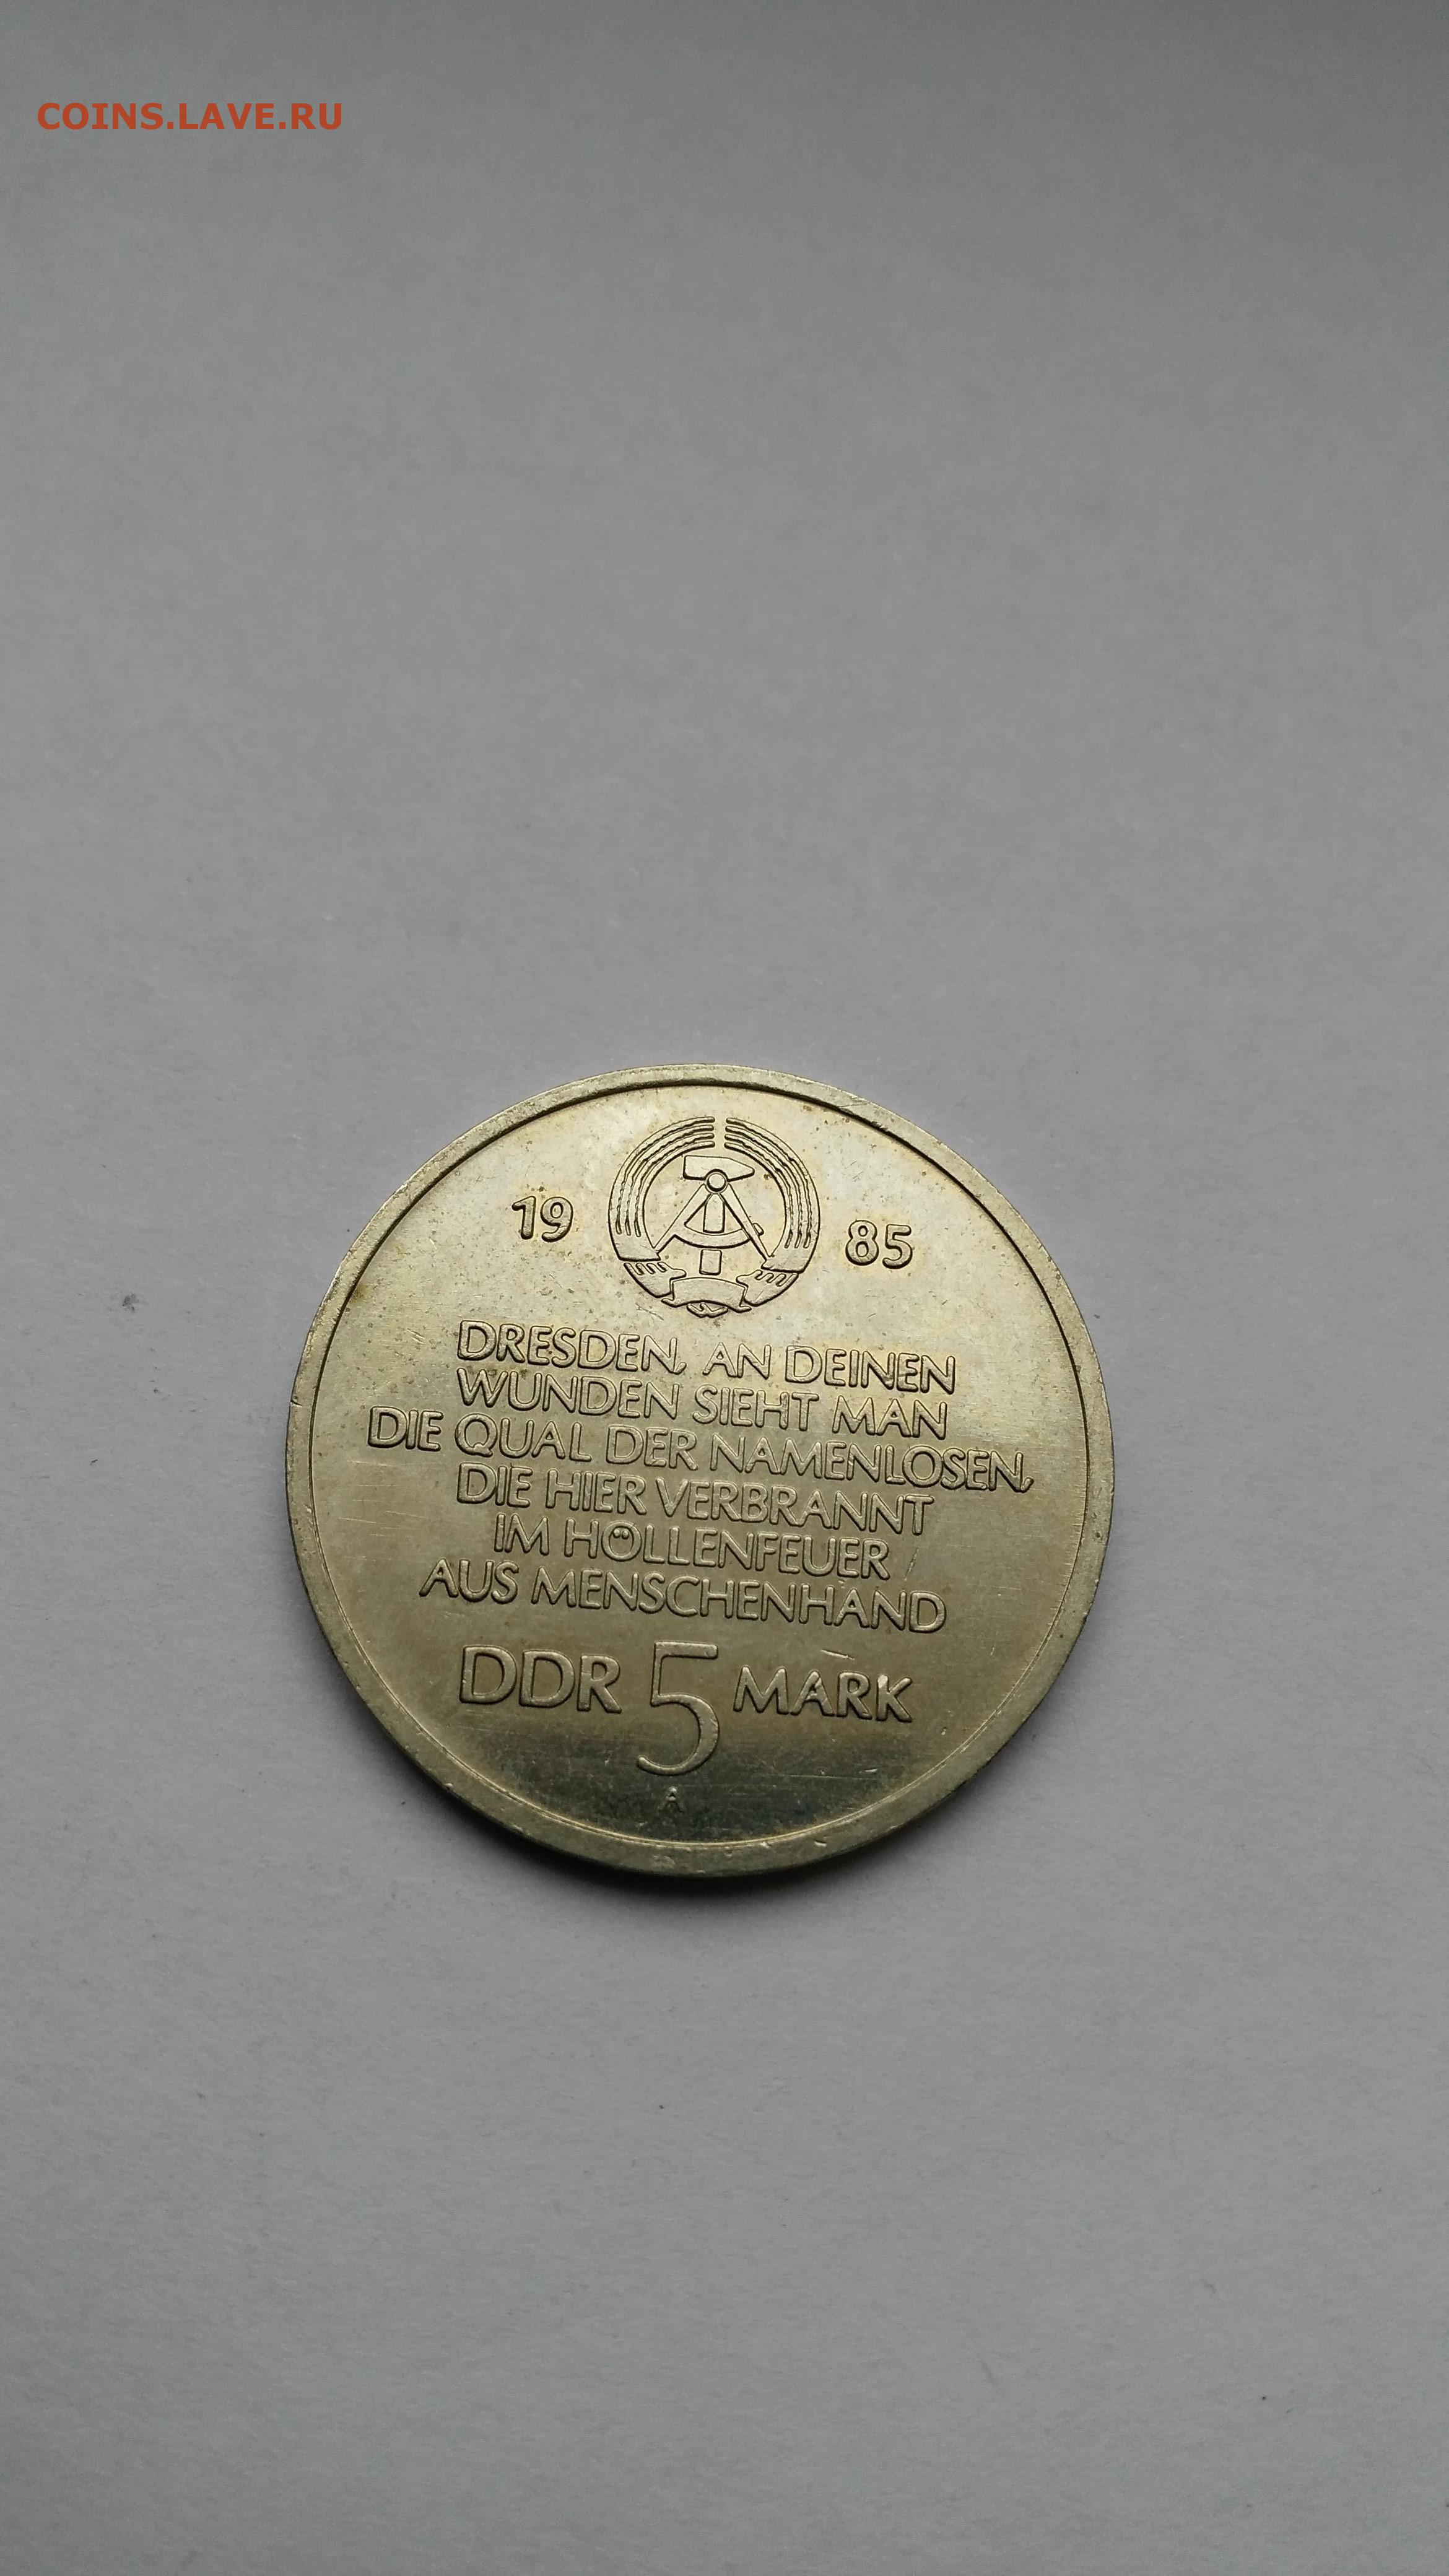 COINS.LAVE.RU
19 85
DRESDEN, AN DEINEN
WUNDEN SIEHT MAN
DIE QUAL DER NAMENLOSEN,
DIE HIER VERBRANNT
IM HÖLLENFEUER
AUS MENSCHENHAND
DDR 5 MARK
A